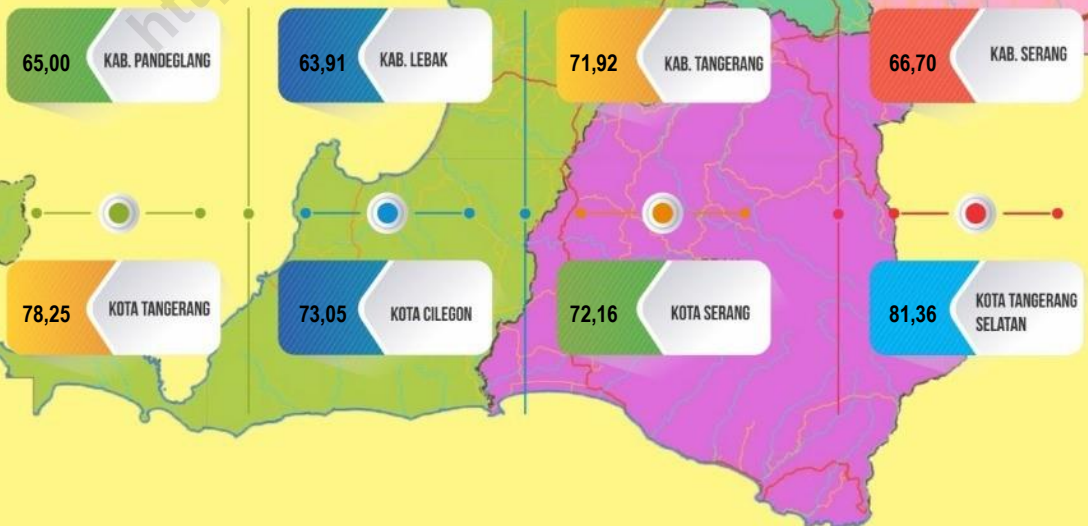 65,00
KAB. PANDEGLANG
63,91
KAB. LEBAK
71,92
KAB. TANGERANG
66,70
KAB. SERANG
78,25
KOTA TANGERANG
73,05
KOTA CILEGON
72,16
KOTA SERANG
81,36
KOTA TANGERANG
SELATAN